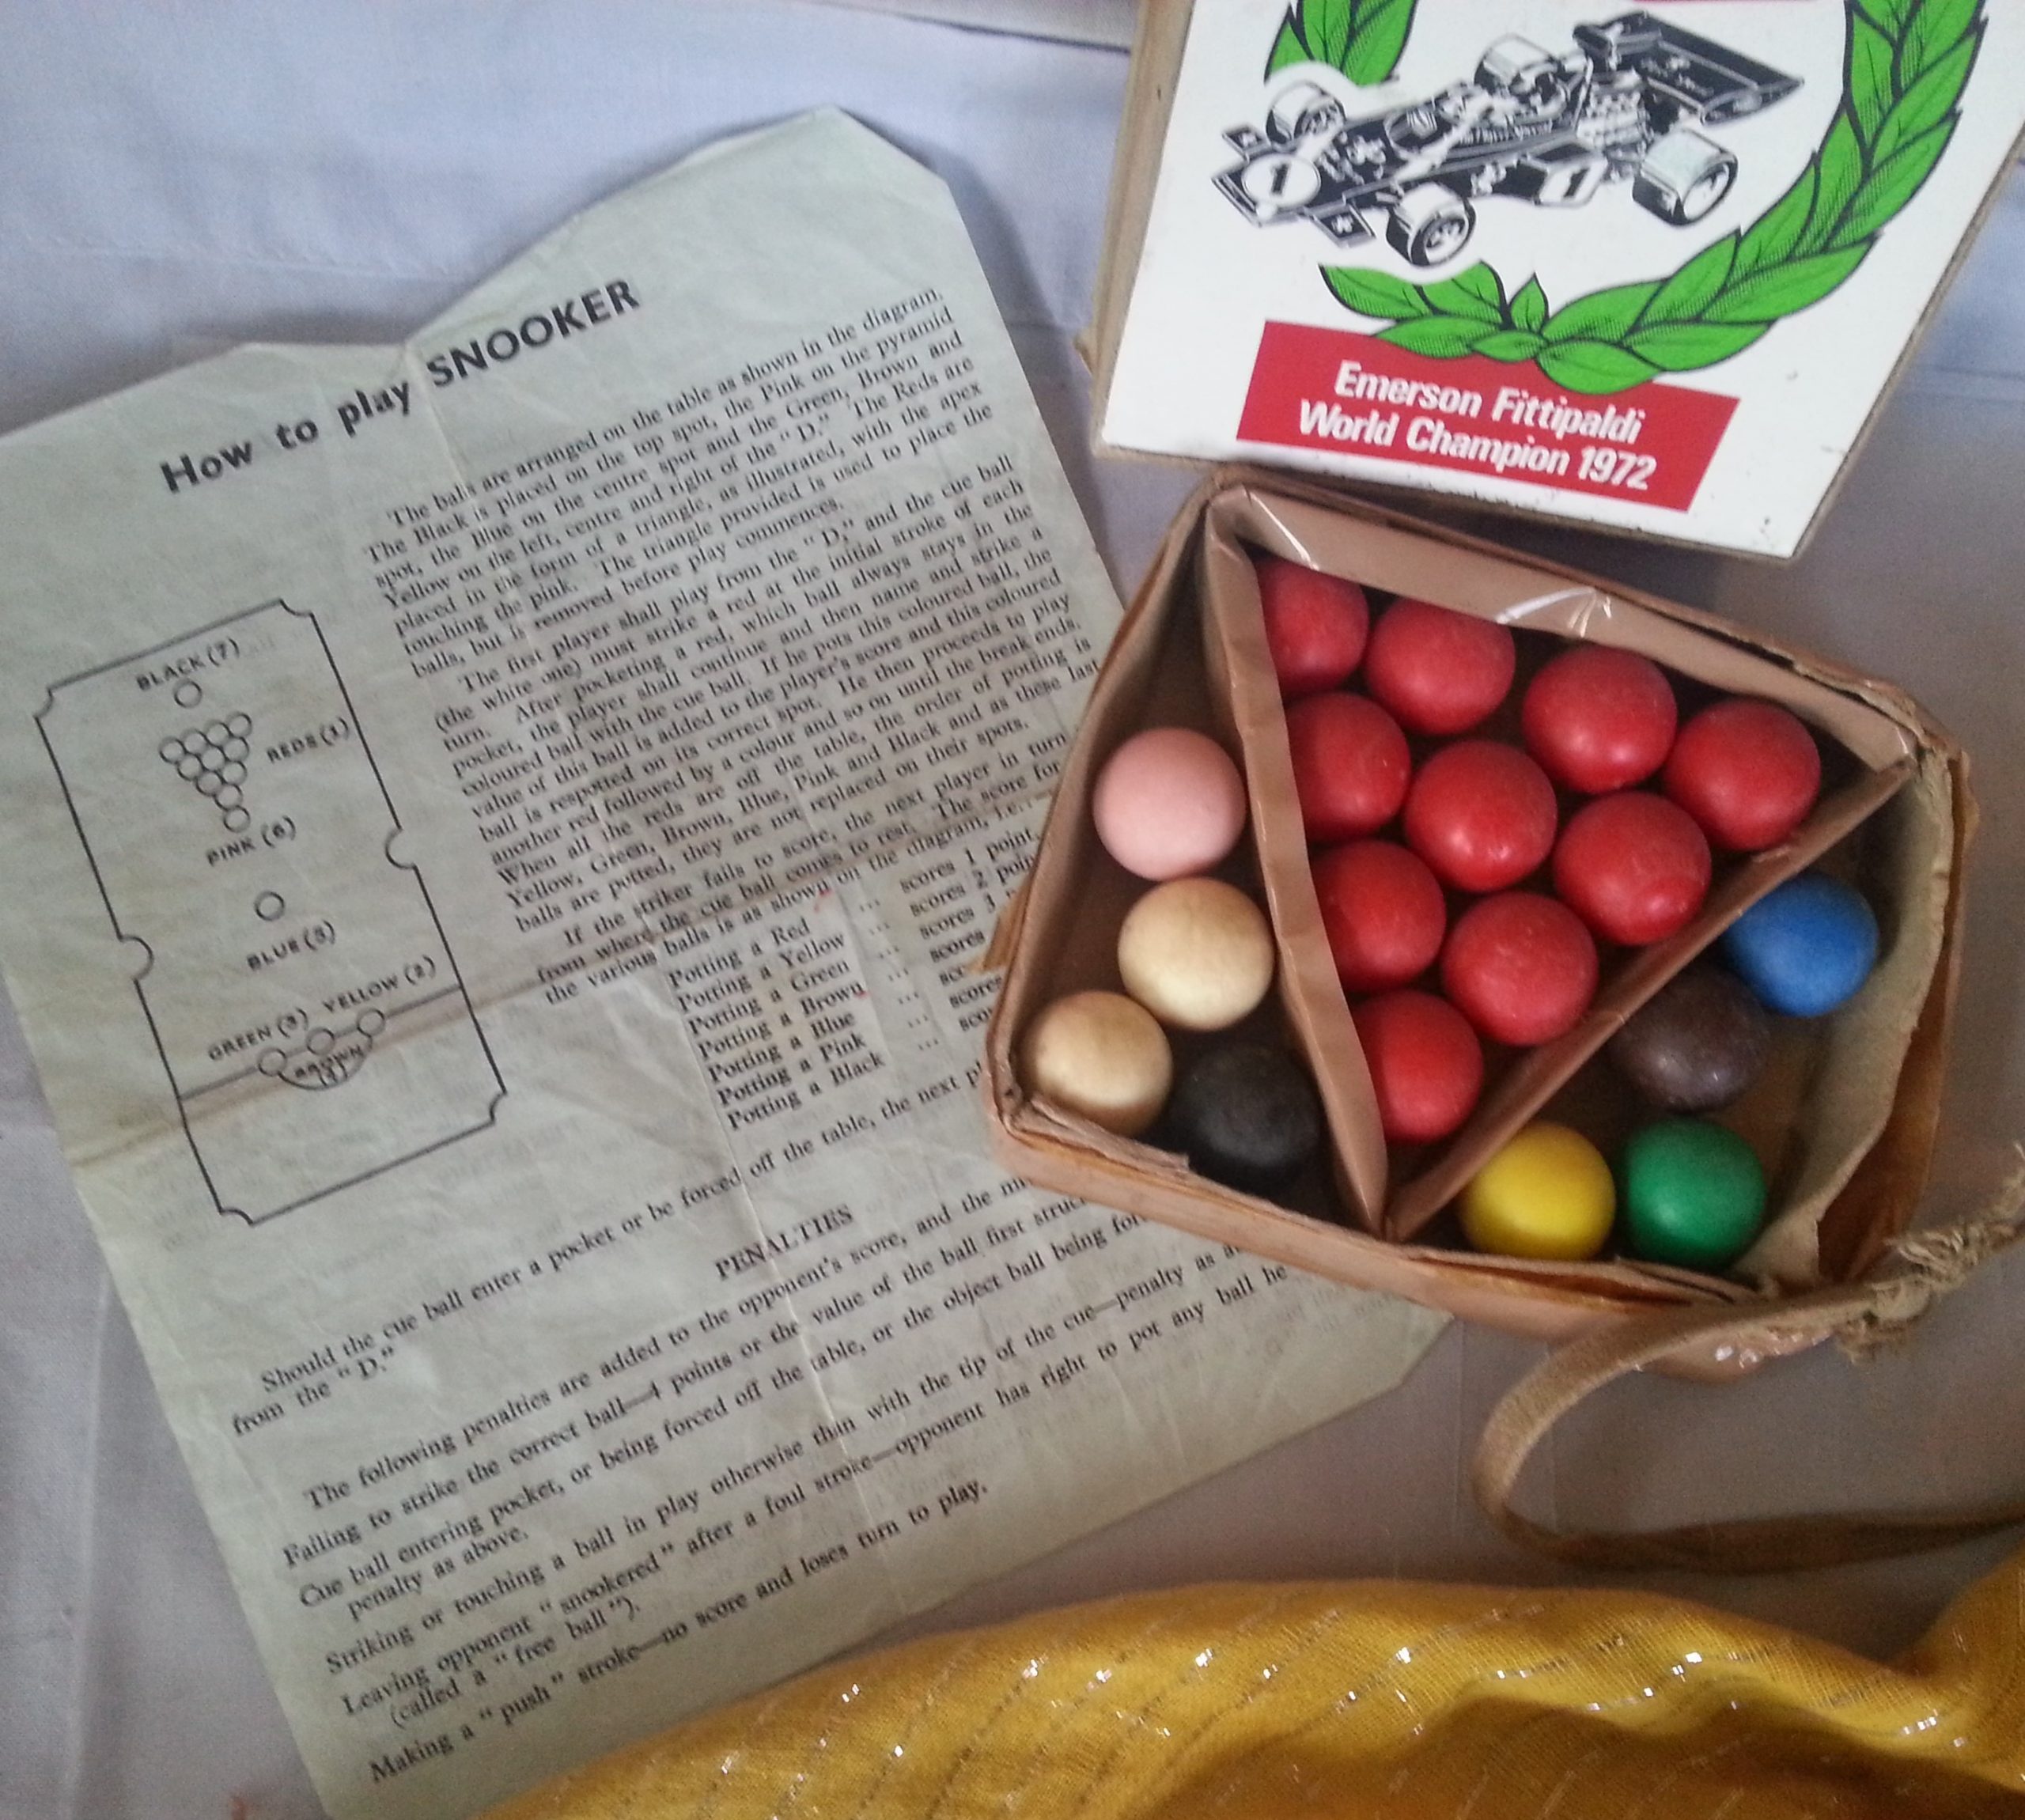 How to play SNOOKER
The balls are arranged on the table as shown in the diagram.
The Black is placed on the top spot, the Pink on the pyramid
spot, the Blue on the centre spot and the Green, Brown and
Yellow on the left, centre and right of the “ D.” The Reds are
placed in the form of a triangle, as illustrated, with the apex
touching the pink. The triangle provided is used to place the
balls, but is removed before play commences.
The first player shall play from the “ D,” and the cue ball
(the white one) must strike a red at the initial stroke of each
turn. After pocketing a red, which ball always stays in the
pocket, the player shall continue and then name and strike a
coloured ball with the cue ball. If he pots this coloured ball, the
value of this ball is added to the player's score and this coloured
ball is respotted on its correct spot. He then proceeds to play
another red followed by a colour and so on until the break ends.
When all the reds are off the table, the order of potting is
Yellow, Green, Brown, Blue, Pink and Black and as these last
balls are potted, they are not replaced on their spots.
If the striker fails to score, the next player in turn
from where the cue ball comes to rest. The score for
the various balls is as shown on the diagram, i.e.
Potting a Red ... scores 1 point
Potting a Yellow ... scores 2
Potting a Green ... scores 3
Potting a Brown ... scores
Potting a Blue ...
Potting a Pink ... scores
Potting a Black ...
BLACK (7)
REDS (1)
PINK (6)
BLUE (5)
GREEN (3) YELLOW (2)
BROWN
Should the cue ball enter a pocket or be forced off the table, the next
from the “ D.”
PENALTIES
The following penalties are added to the opponent's score, and the
Failing to strike the correct ball—4 points or the value of the ball first
Cue ball entering pocket, or being forced off the table, or the object ball being
penalty as above.
Striking or touching a ball in play otherwise than with the tip of the cue—penalty as
Leaving opponent “ snookered ” after a foul stroke—opponent has right to pot any ball he
(called a “ free ball ”).
Making a “ push ” stroke—no score and loses turn to play.
1
1
Emerson Fittipaldi
World Champion 1972